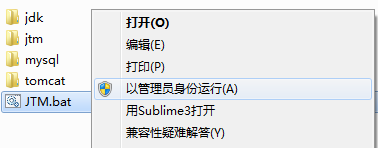 jdk
jtm
mysql
tomcat
JTM.bat
打开(O)
编辑(E)
打印(P)
以管理员身份运行(A)
用Sublime3打开
兼容性疑难解答(Y)